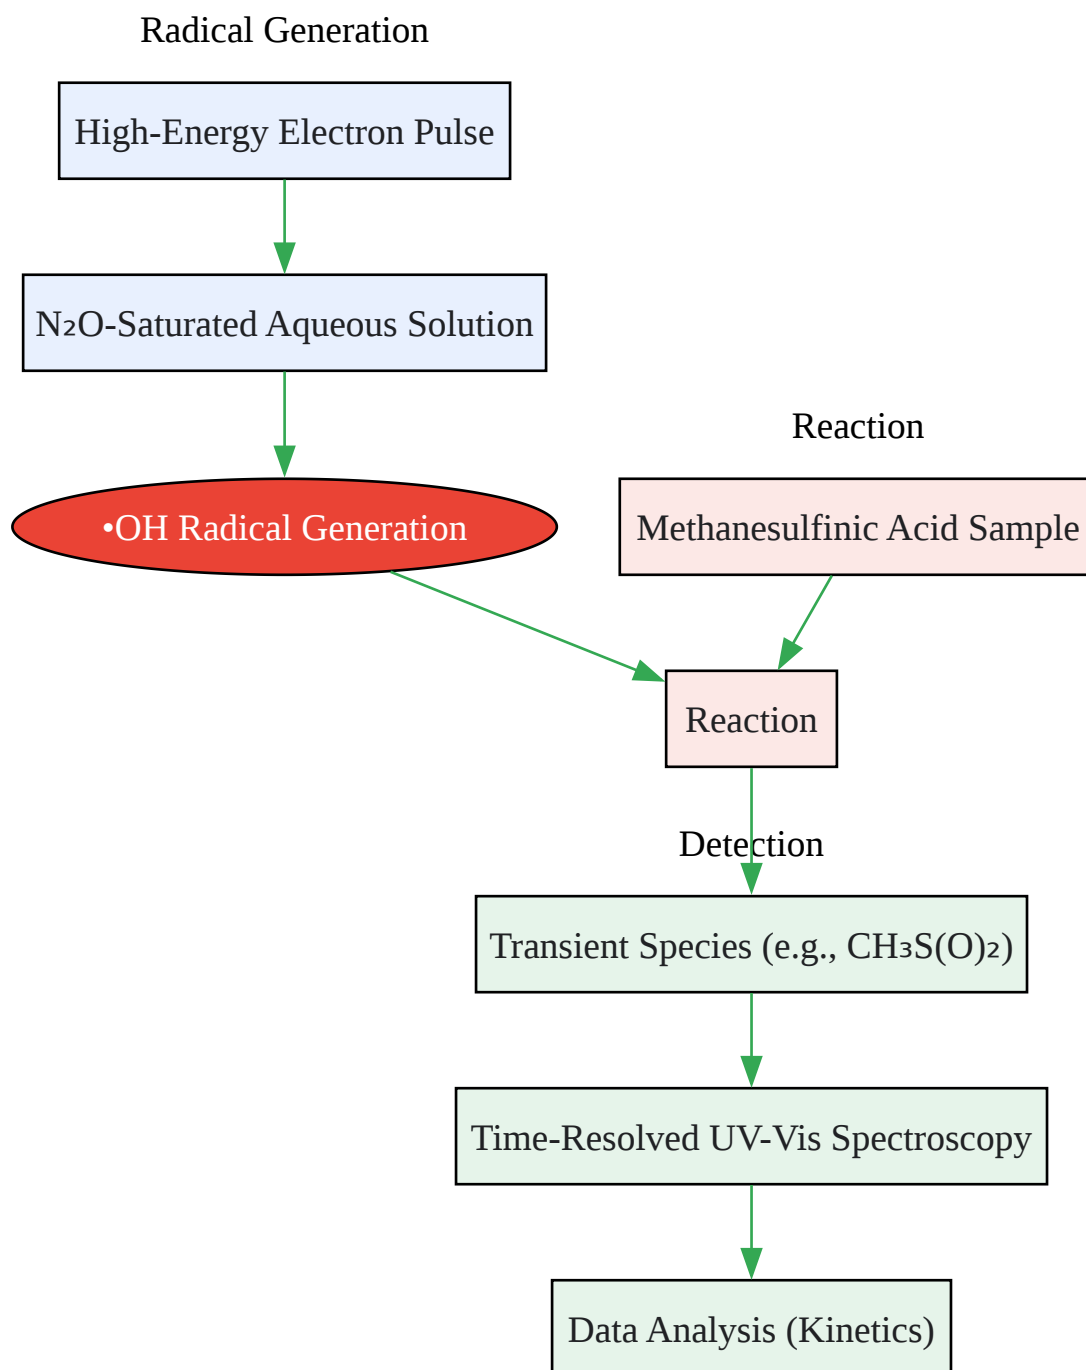 Radical Generation
High-Energy Electron Pulse
N₂O-Saturated Aqueous Solution
•OH Radical Generation
Reaction
Methanesulfinic Acid Sample
Reaction
Detection
Transient Species (e.g., CH₃S(O)₂)
Time-Resolved UV-Vis Spectroscopy
Data Analysis (Kinetics)